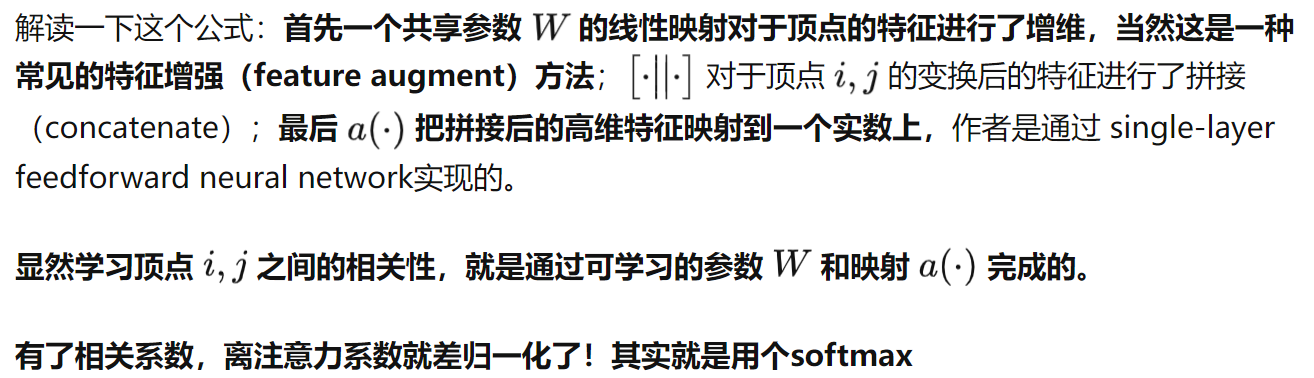 解读一下这个公式：首先一个共享参数 W 的线性映射对于顶点的特征进行了增维，当然这是一种
常见的特征增强（feature augment）方法；[·||·] 对于顶点 i, j 的变换后的特征进行了拼接
（concatenate）；最后 a(·) 把拼接后的高维特征映射到一个实数上，作者是通过 single-layer
feedforward neural network实现的。
显然学习顶点 i, j 之间的相关性，就是通过可学习的参数 W 和映射 a(·) 完成的。
有了相关系数，离注意力系数就差归一化了！其实就是用个softmax